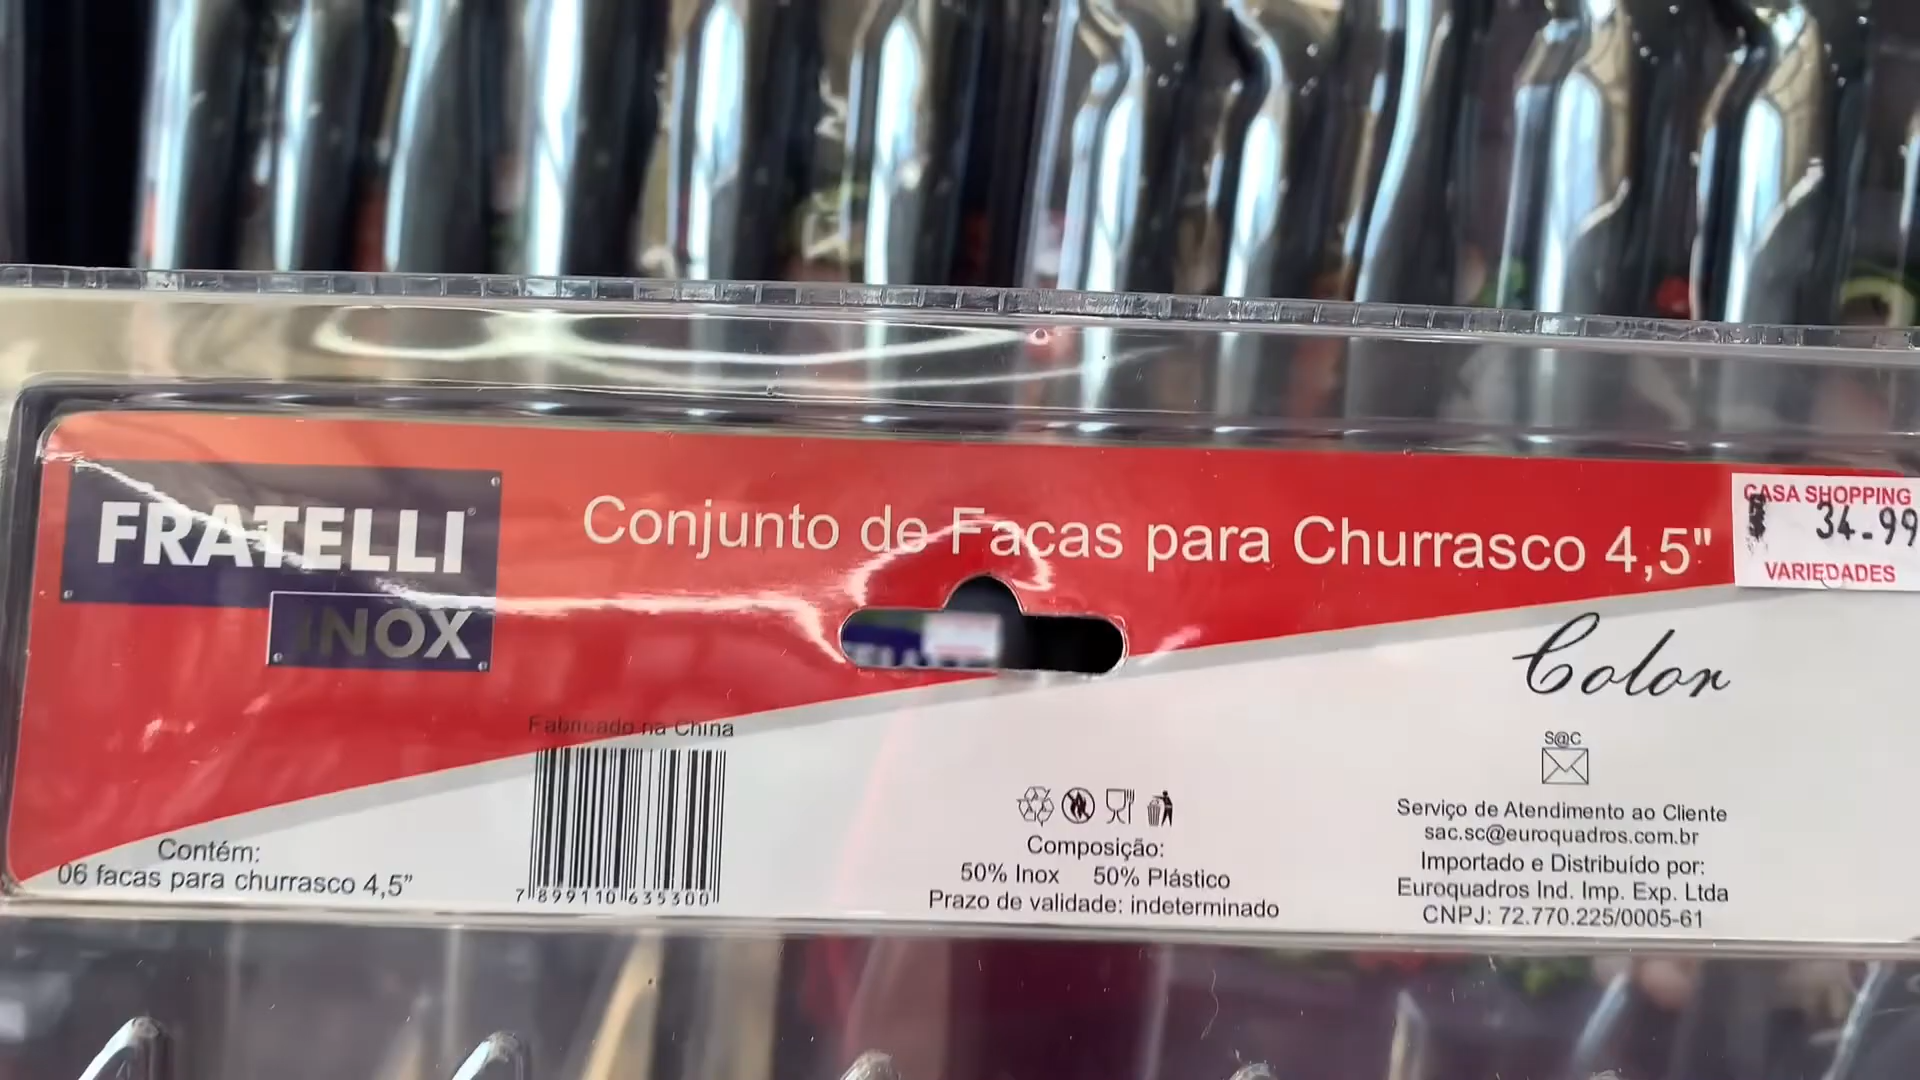 FRATELLI
INOX
Conjunto de Facas para Churrasco 4,5"
CASA SHOPPING
34.99
VARIEDADES
Color
Fabricado na China
7 899110 635300
Contém:
06 facas para churrasco 4,5”
Composição:
50% Inox 50% Plástico
Prazo de validade: indeterminado
S@C
Serviço de Atendimento ao Cliente
sac.sc@euroquadros.com.br
Importado e Distribuído por:
Euroquadros Ind. Imp. Exp. Ltda
CNPJ: 72.770.225/0005-61